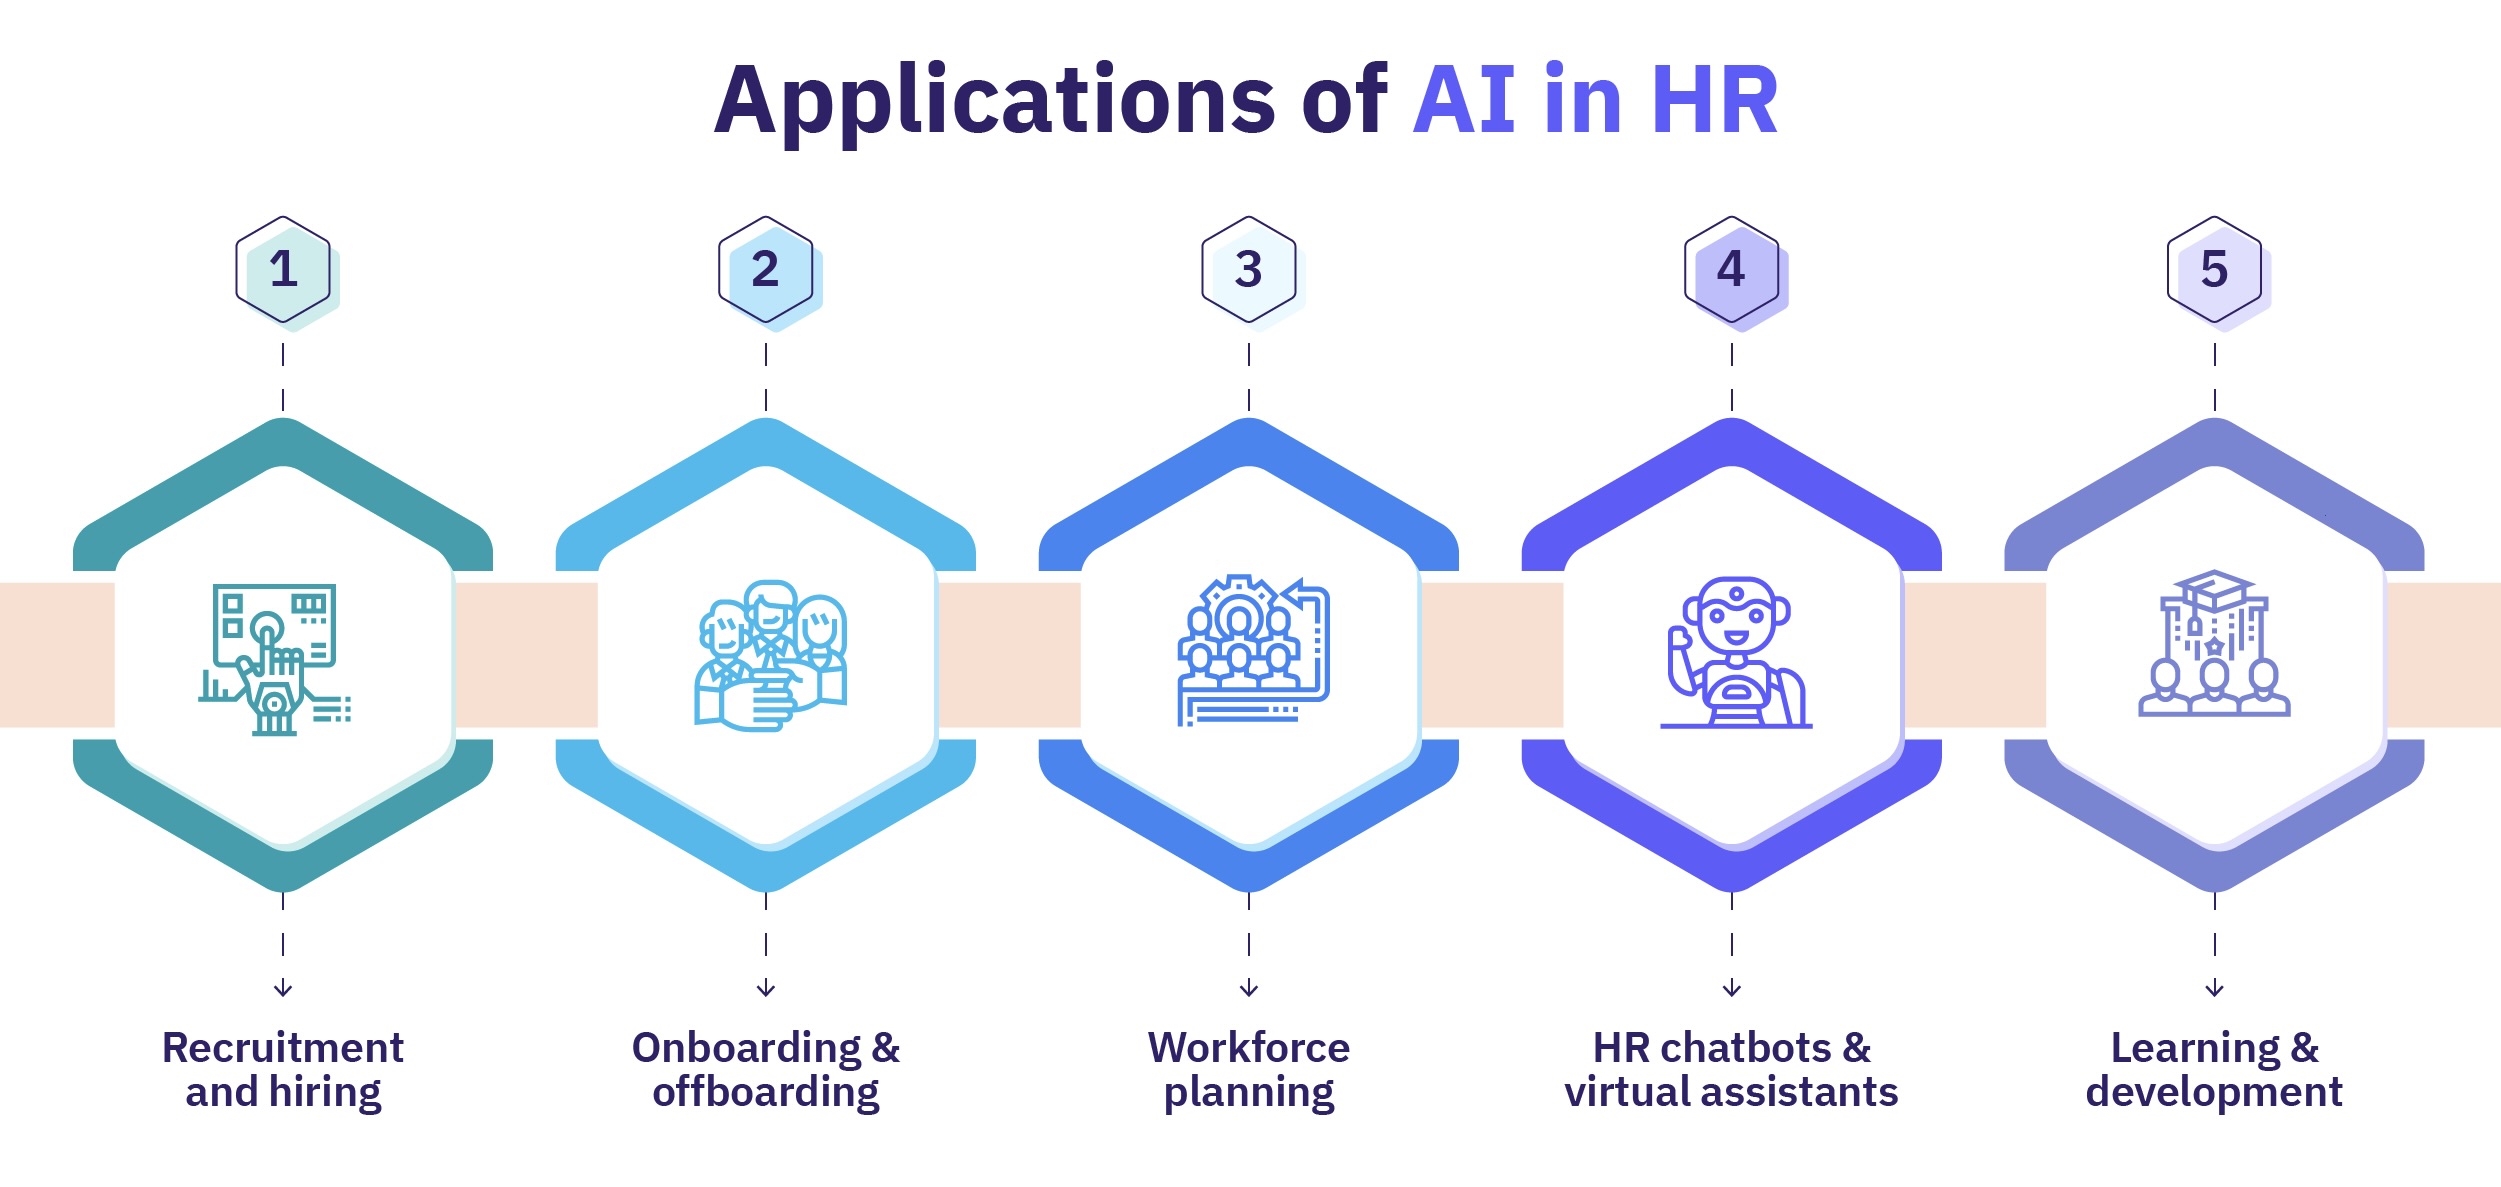 Applications of AI in HR
1
2
3
4
5
Recruitment
and hiring
Onboarding &
offboarding
Workforce
planning
HR chatbots &
virtual assistants
Learning &
development